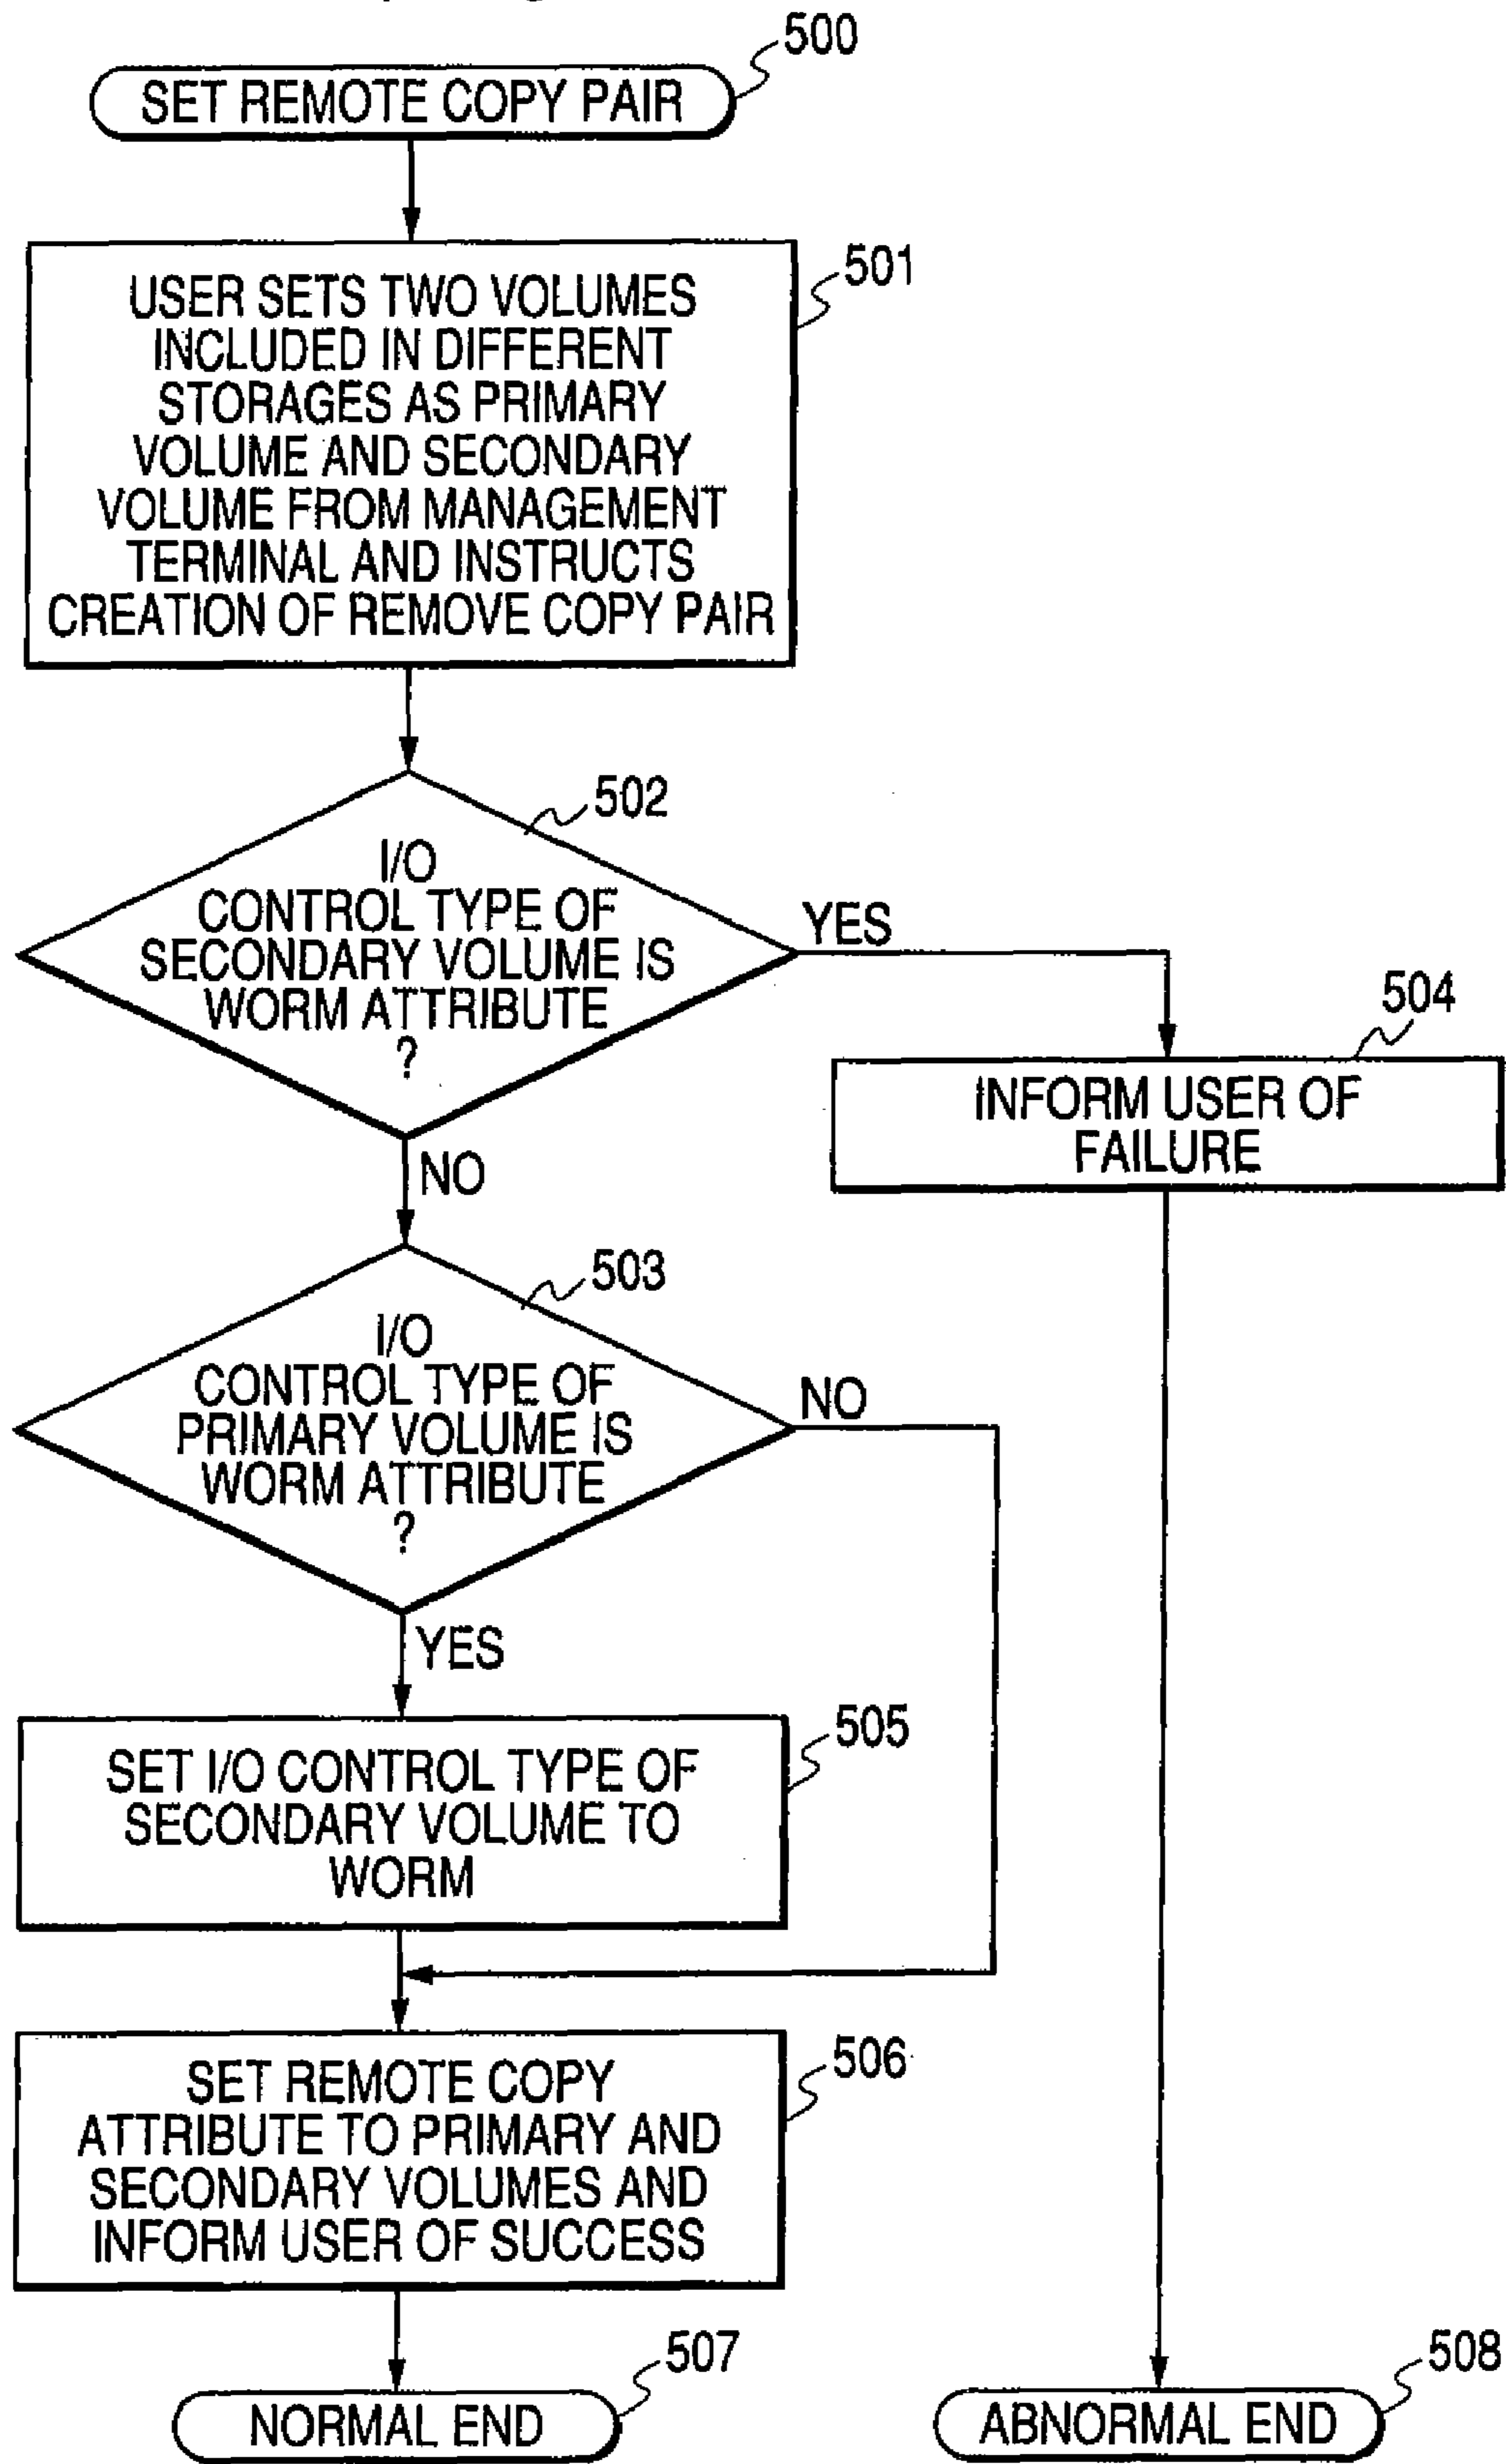 500
SET REMOTE COPY PAIR
501
USER SETS TWO VOLUMES
INCLUDED IN DIFFERENT
STORAGES AS PRIMARY
VOLUME AND SECONDARY
VOLUME FROM MANAGEMENT
TERMINAL AND INSTRUCTS
CREATION OF REMOVE COPY PAIR
502
I/O
CONTROL TYPE OF
SECONDARY VOLUME IS
WORM ATTRIBUTE
?
YES
504
INFORM USER OF
FAILURE
NO
503
I/O
CONTROL TYPE OF
PRIMARY VOLUME IS
WORM ATTRIBUTE
?
NO
YES
505
SET I/O CONTROL TYPE OF
SECONDARY VOLUME TO
WORM
506
SET REMOTE COPY
ATTRIBUTE TO PRIMARY AND
SECONDARY VOLUMES AND
INFORM USER OF SUCCESS
507
NORMAL END
508
ABNORMAL END